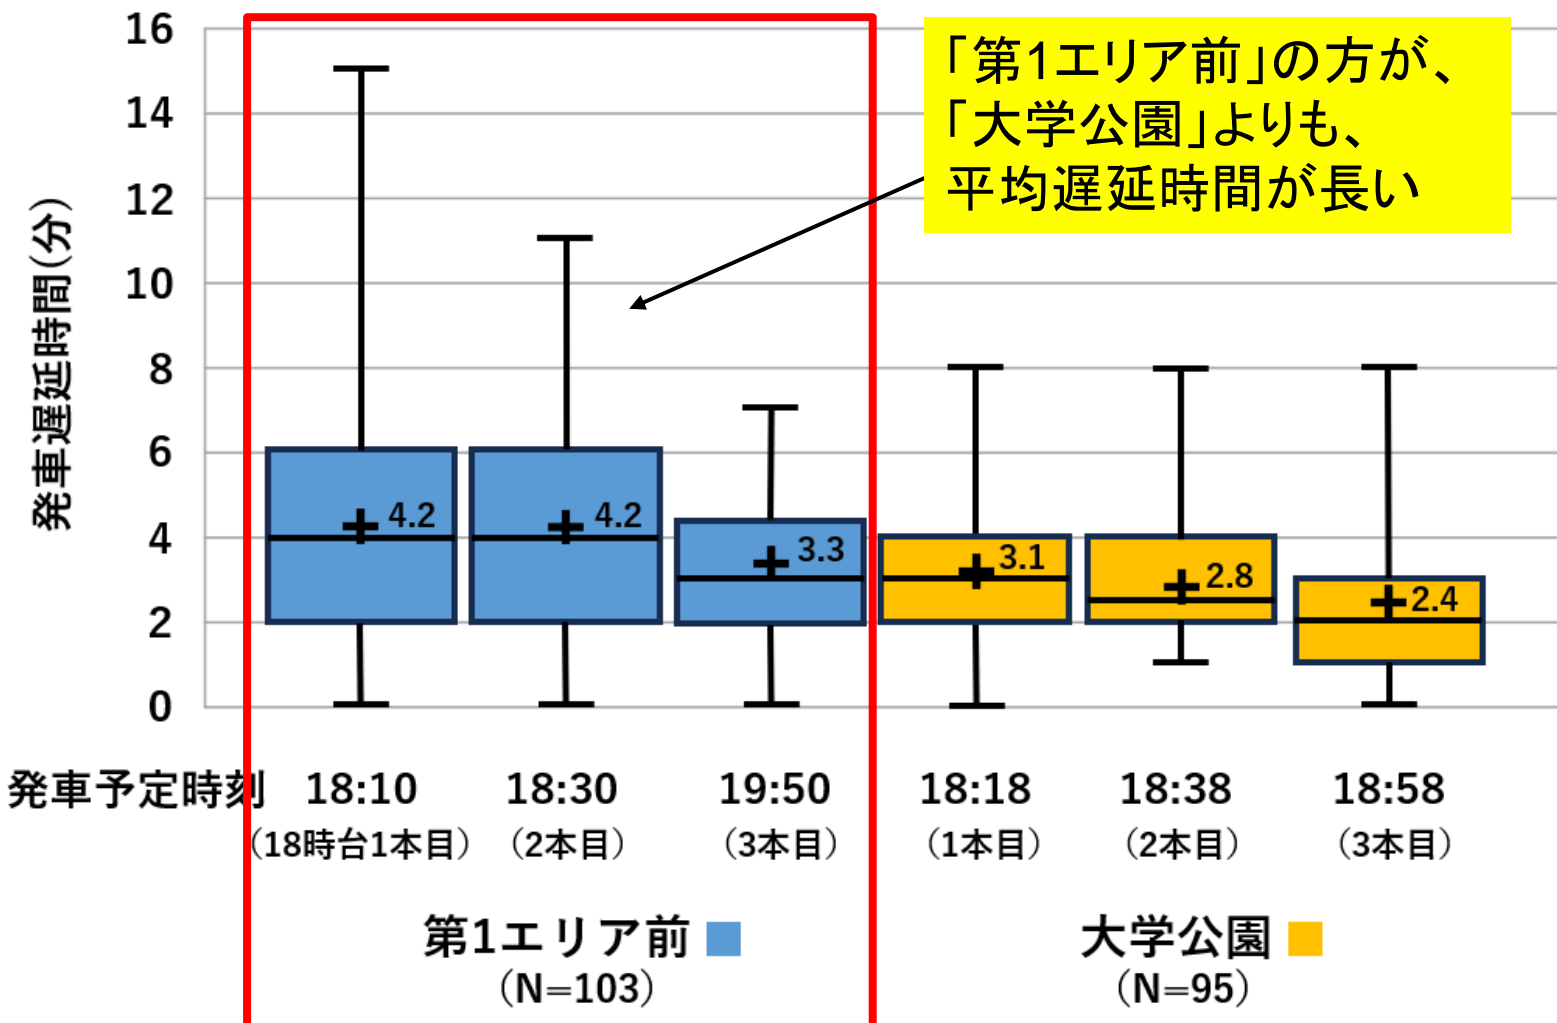 「第1エリア前」の方が、
「大学公園」よりも、
平均遅延時間が長い
発車遅延時間(分)
16
14
12
10
8
6
4
2
0
4.2
4.2
3.3
3.1
2.8
2.4
発車予定時刻 18:10 18:30 19:50 18:18 18:38 18:58
（18時台1本目） （2本目） （3本目） （1本目） （2本目） （3本目）
第1エリア前 大学公園
（N=103） （N=95）